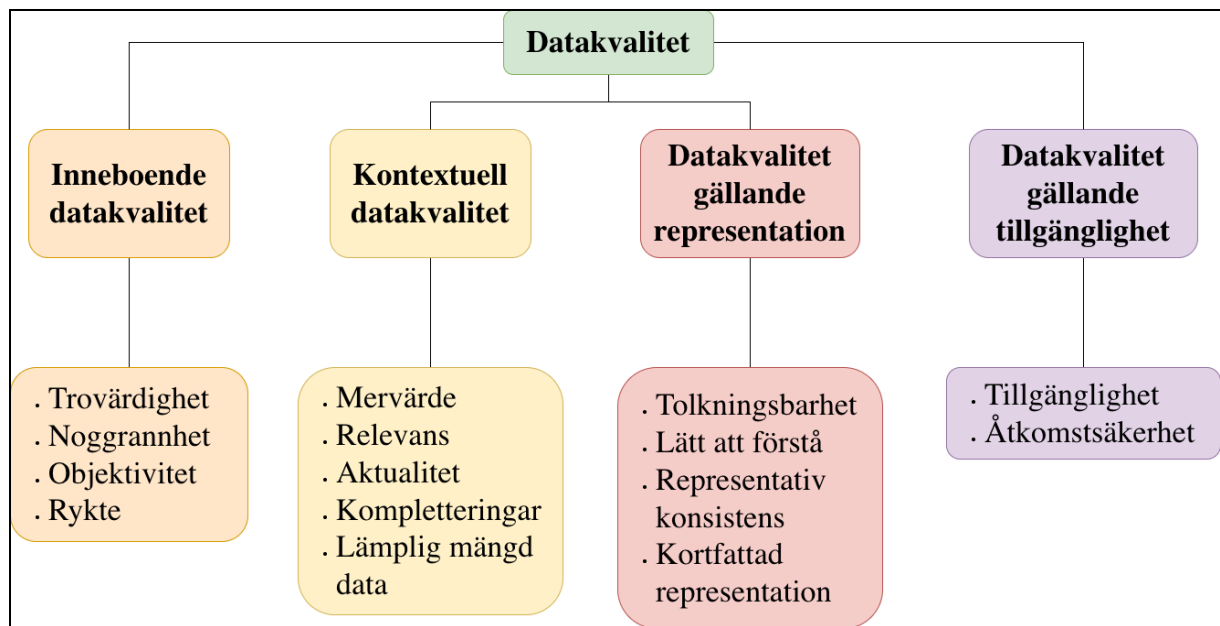 Datakvalitet
Inneboende
datakvalitet
Kontextuell
datakvalitet
Datakvalitet
gällande
representation
Datakvalitet
gällande
tillgänglighet
. Trovärdighet
. Noggrannhet
. Objektivitet
. Rykte
. Mervärde
. Relevans
. Aktualitet
. Kompletteringar
. Lämplig mängd
data
. Tolkningsbarhet
. Lätt att förstå
. Representativ
konsistens
. Kortfattad
representation
. Tillgänglighet
. Åtkomstsäkerhet